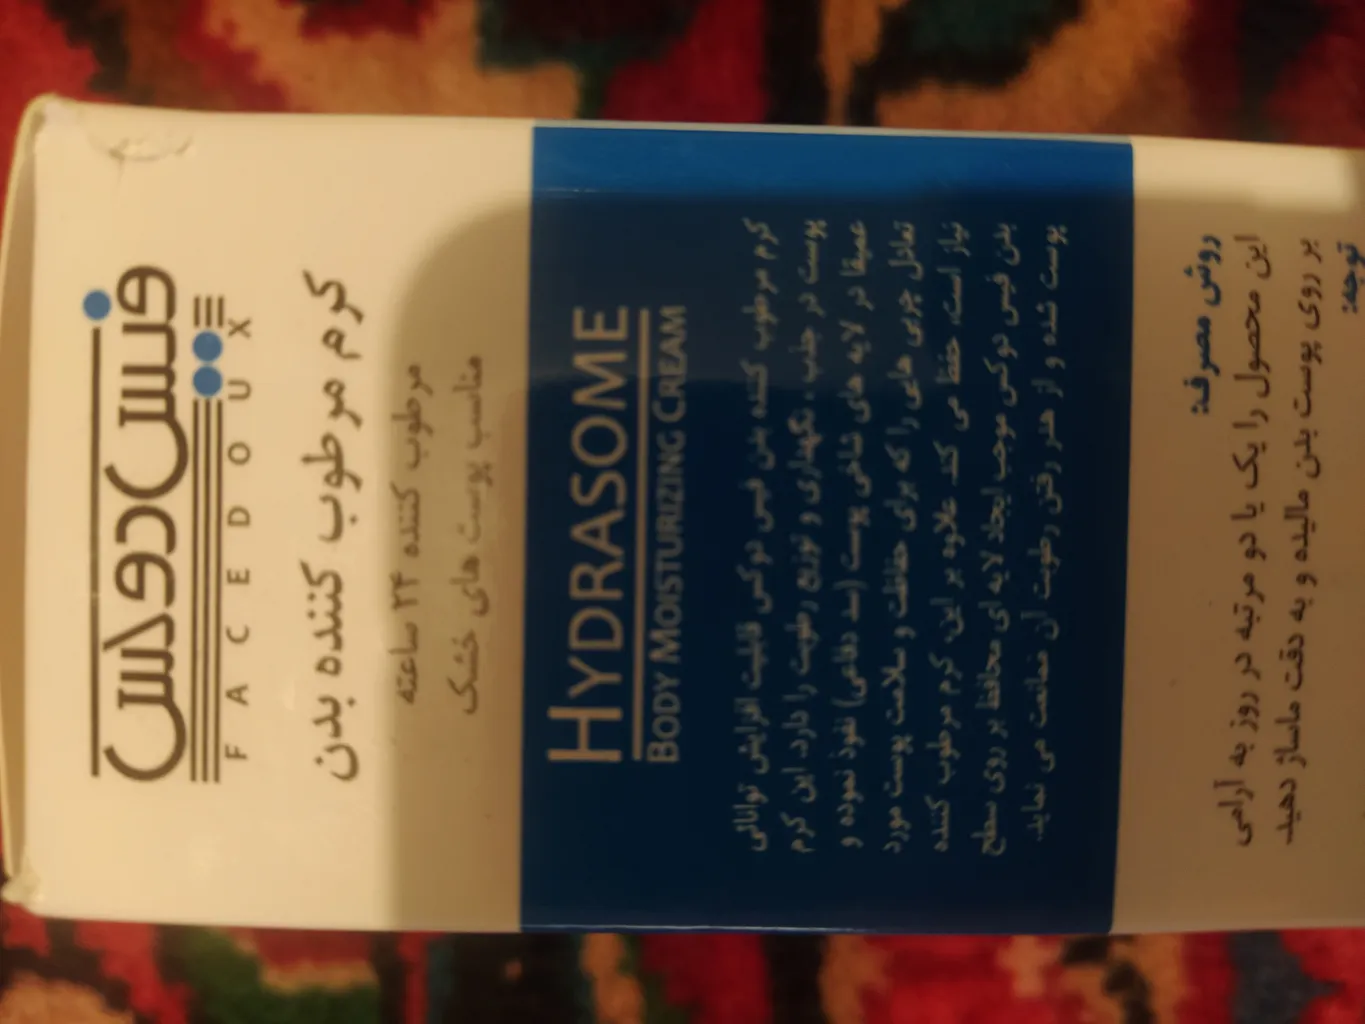 فیس دوکس
FACEDOUX
کرم مرطوب کننده بدن
مرطوب کننده ۲۴ ساعته
مناسب پوست های خشک
HYDRASOME
BODY MOISTURIZING CREAM
کرم مرطوب کننده بدن فیس دوکس قابلیت افزایش توانائی
پوست در جذب، نگهداری و توزیع رطوبت را دارد. این کرم
عمیقا در لایه های شاخی پوست (سد دفاعی) نفوذ نموده و
تعادل چربی هایی را که برای حفاظت و سلامت پوست مورد
نیاز است، حفظ می کند. علاوه بر این، کرم مرطوب کننده
بدن فیس دوکس موجب ایجاد لایه ای محافظ بر روی سطح
پوست شده و از هدر رفتن رطوبت آن ممانعت می نماید.
روش مصرف:
این محصول را یک یا دو مرتبه در روز به آرامی
بر روی پوست بدن مالیده و به دقت ماساژ دهید.
توجه: